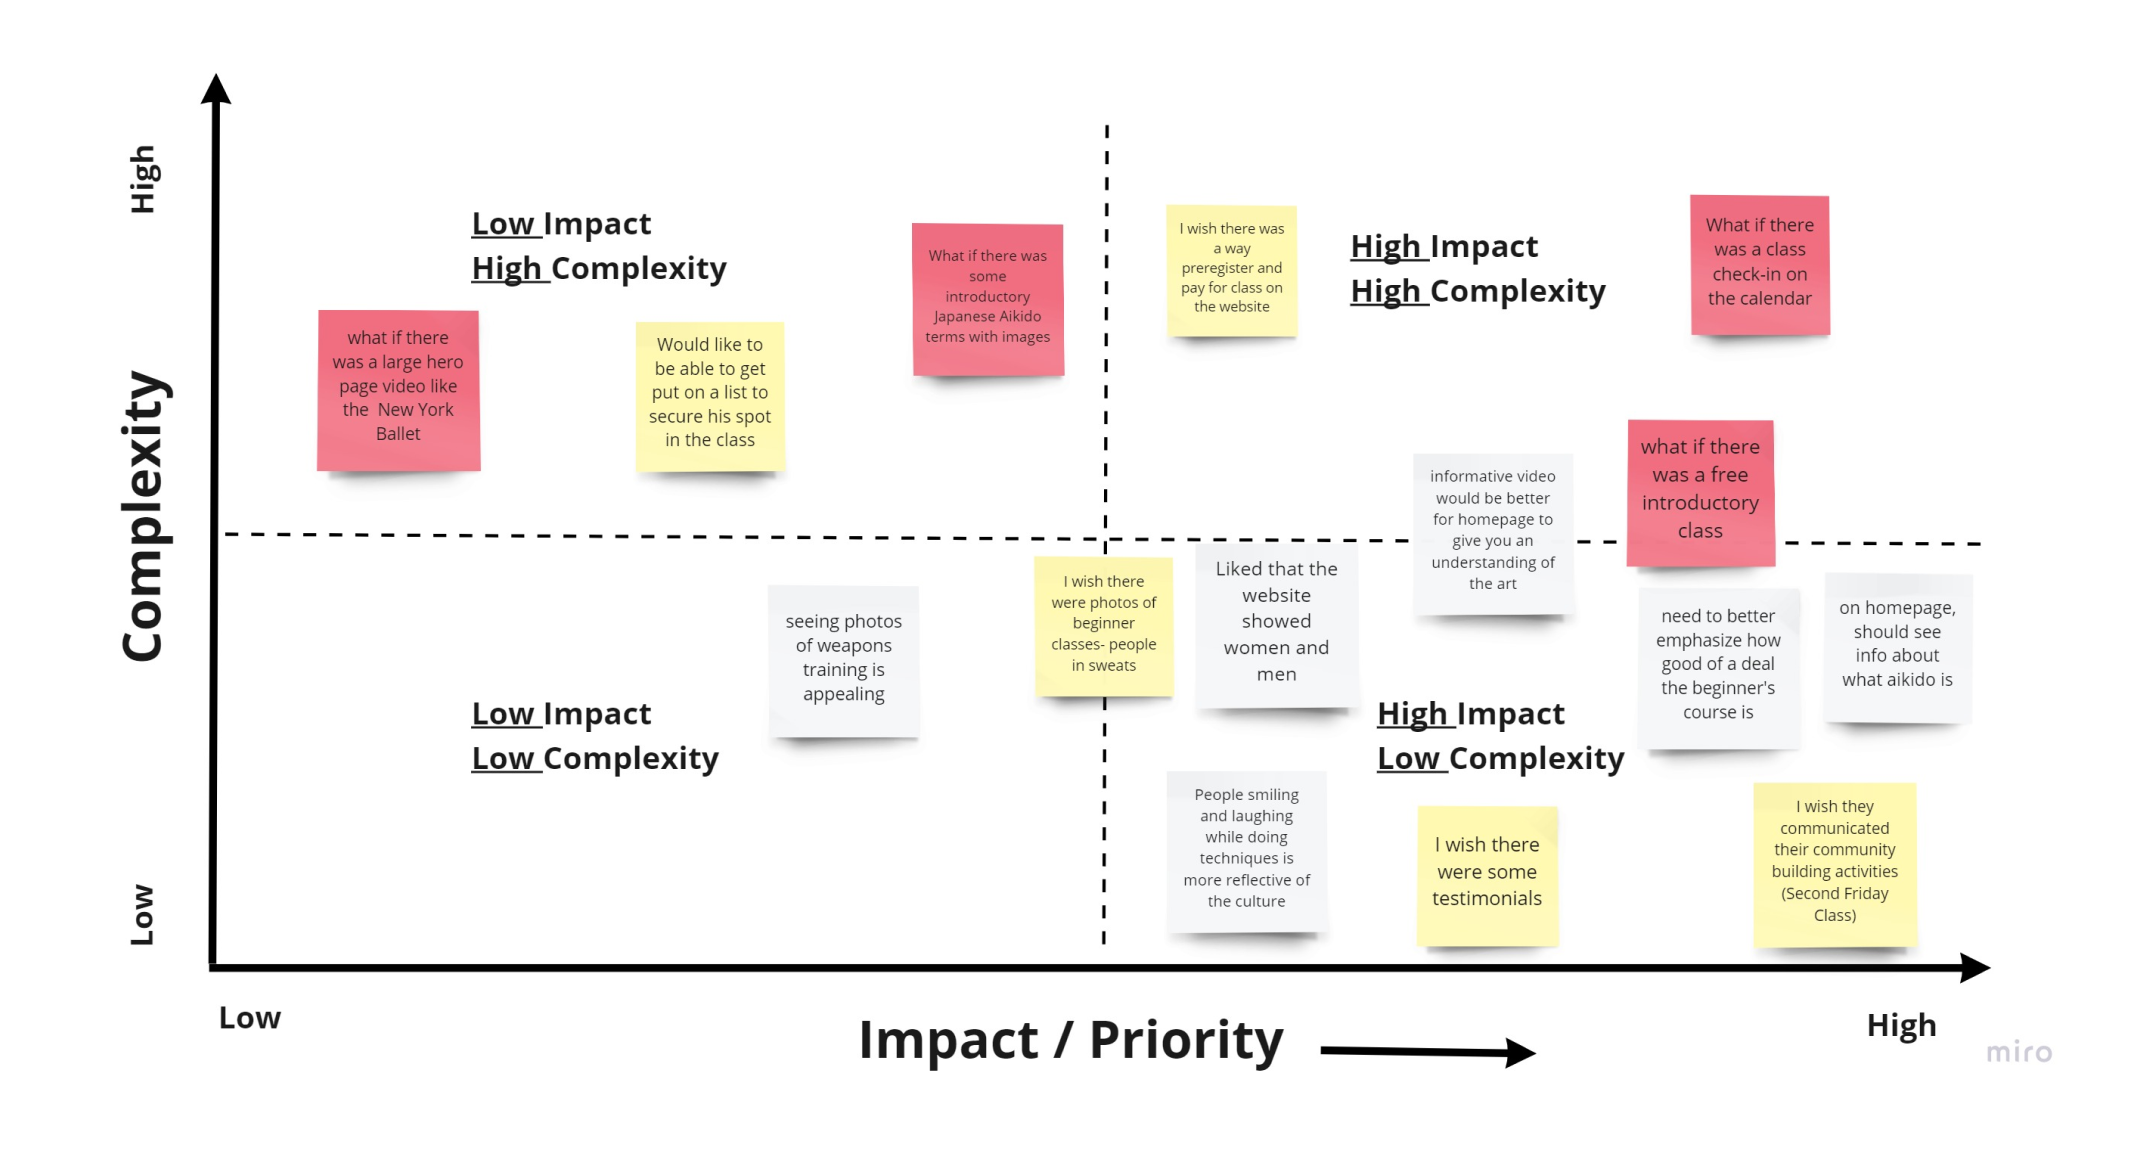 High
Low Impact
High Complexity
what if there
was a large hero
page video like
the New York
Ballet
Would like to
be able to get
put on a list to
secure his spot
in the class
What if there was
some
introductory
Japanese Aikido
terms with images
I wish there was
a way
preregister and
pay for class on
the website
High Impact
High Complexity
What if there
was a class
check-in on
the calendar
informative video
would be better
for homepage to
give you an
understanding of
the art
what if there
was a free
introductory
class
Complexity
seeing photos
of weapons
training is
appealing
I wish there
were photos of
beginner
classes- people
in sweats
Liked that the
website
showed
women and
men
need to better
emphasize how
good of a deal
the beginner's
course is
on homepage,
should see
info about
what aikido is
Low Impact
Low Complexity
High Impact
Low Complexity
People smiling
and laughing
while doing
techniques is
more reflective of
the culture
I wish there
were some
testimonials
I wish they
communicated
their community
building activities
(Second Friday
Class)
Low
Low
Impact / Priority
High
miro